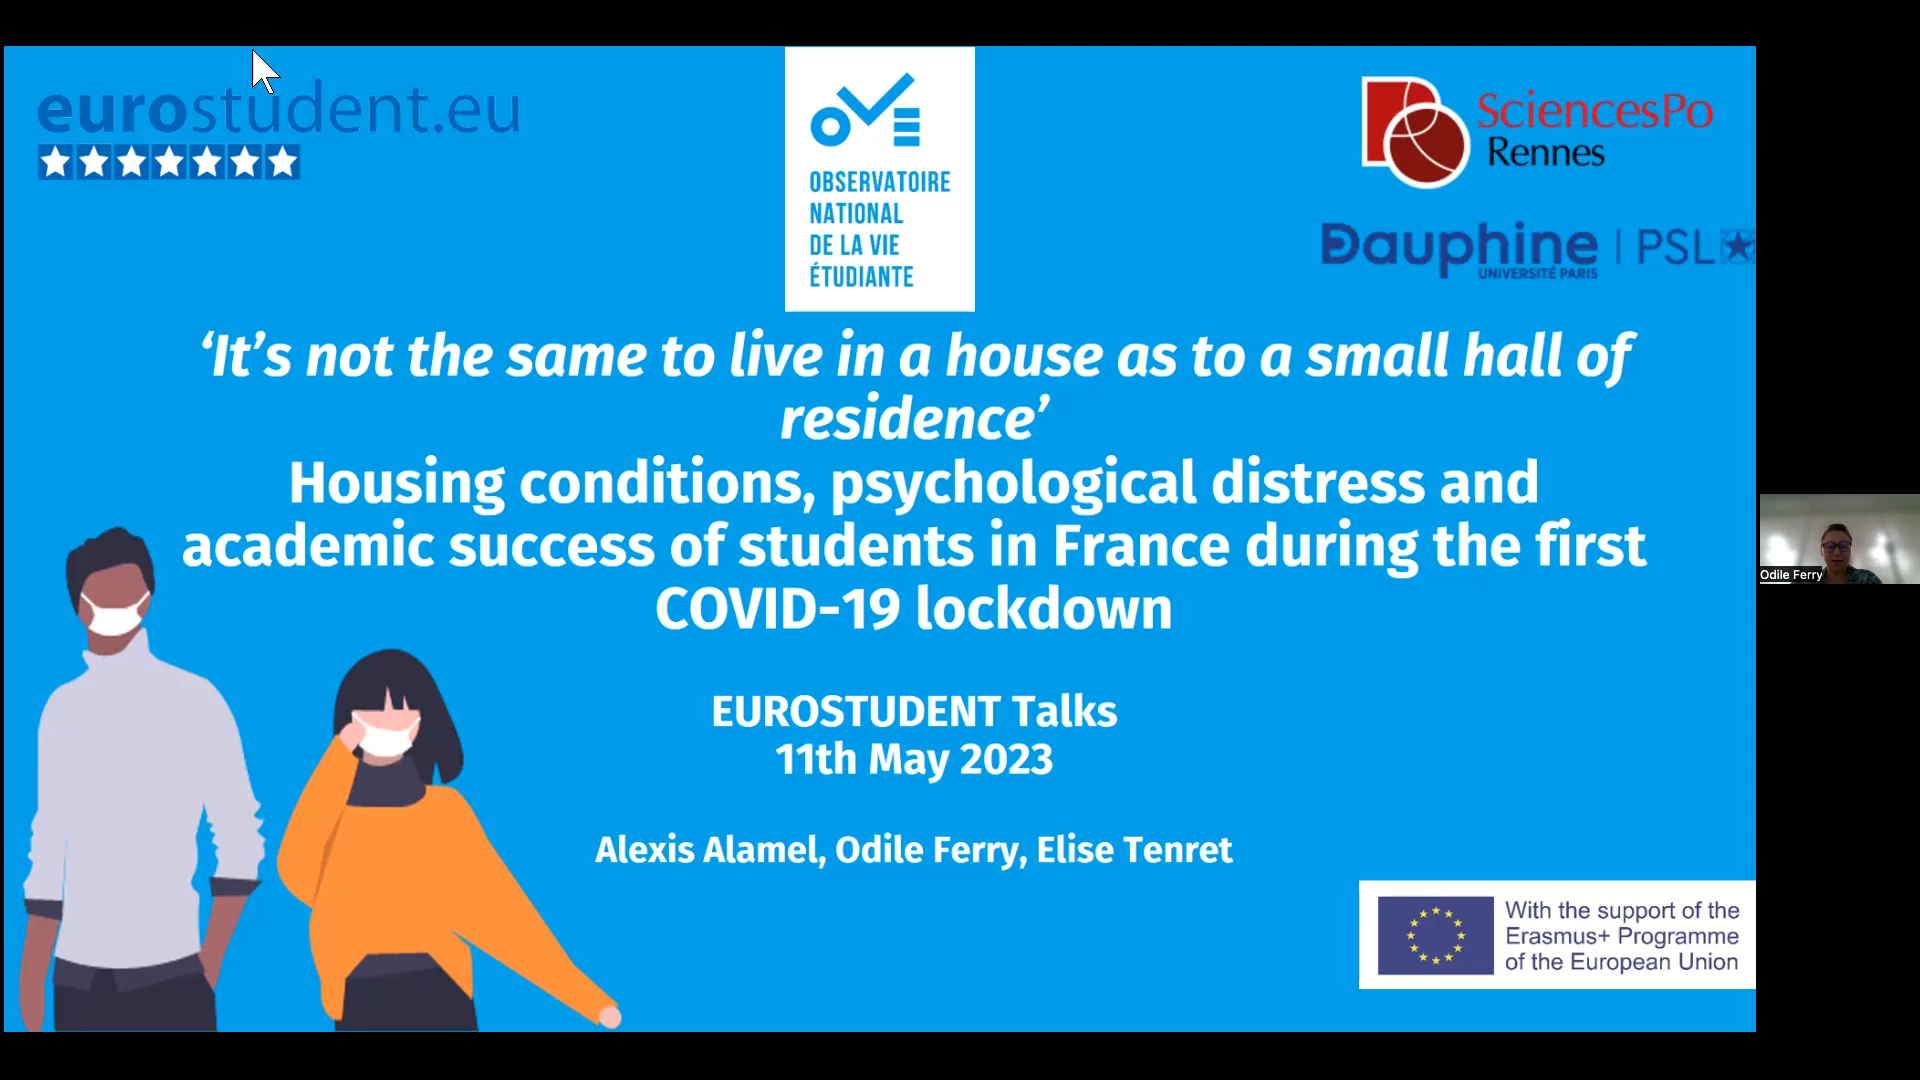 eurostudent.eu
OVE
OBSERVATOIRE
NATIONAL
DE LA VIE
ÉTUDIANTE
SciencesPo
Rennes
Dauphine | PSL
UNIVERSITÉ PARIS
‘It’s not the same to live in a house as to a small hall of
residence’
Housing conditions, psychological distress and
academic success of students in France during the first
COVID-19 lockdown
EUROSTUDENT Talks
11th May 2023
Alexis Alamel, Odile Ferry, Elise Tenret
With the support of the
Erasmus+ Programme
of the European Union
Odile Ferry